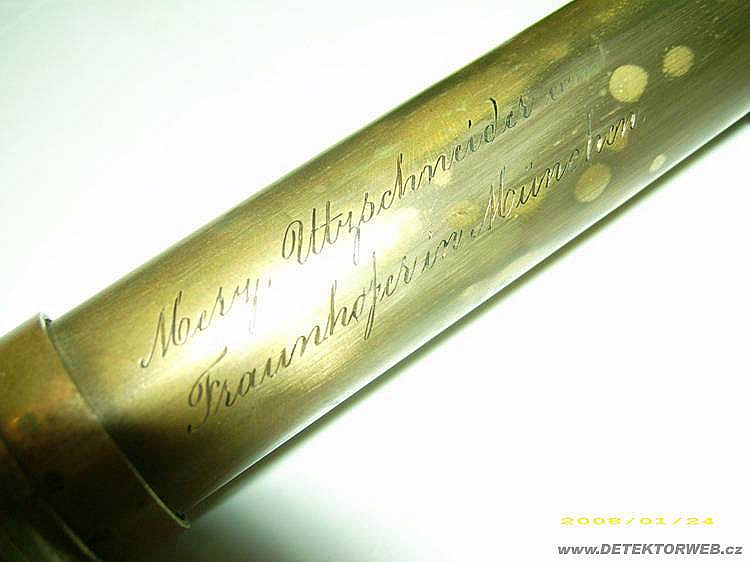 Merz, Utzschneider und
Fraunhofer in München.
2008/01/24
www.DETEKTORWEB.cz